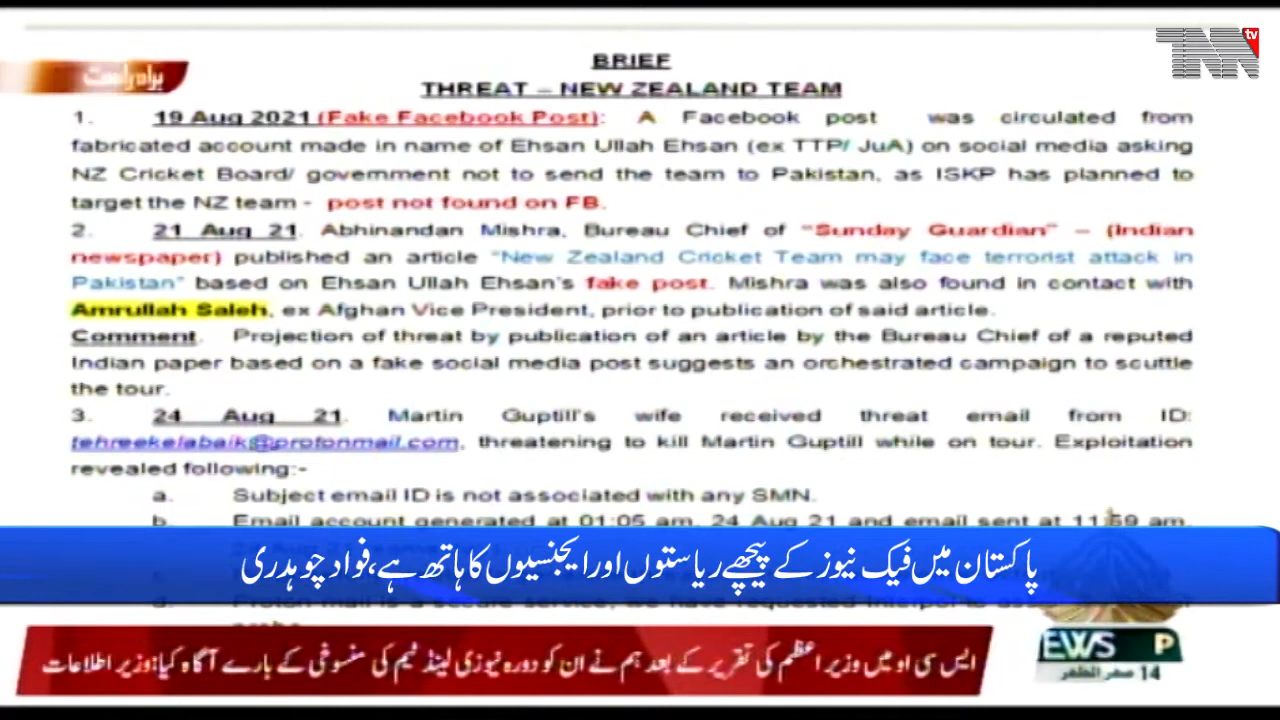 TNN tv
براہ راست
BRIEF
THREAT – NEW ZEALAND TEAM
1. 19 Aug 2021 (Fake Facebook Post): A Facebook post was circulated from
fabricated account made in name of Ehsan Ullah Ehsan (ex TTP/ JuA) on social media asking
NZ Cricket Board/ government not to send the team to Pakistan, as ISKP has planned to
target the NZ team - post not found on FB.
2. 21 Aug 21. Abhinandan Mishra, Bureau Chief of "Sunday Guardian" – (Indian
newspaper) published an article "New Zealand Cricket Team may face terrorist attack in
Pakistan" based on Ehsan Ullah Ehsan's fake post. Mishra was also found in contact with
Amrullah Saleh, ex Afghan Vice President, prior to publication of said article.
Comment. Projection of threat by publication of an article by the Bureau Chief of a reputed
Indian paper based on a fake social media post suggests an orchestrated campaign to scuttle
the tour.
3. 24 Aug 21. Martin Guptill's wife received threat email from ID:
tehreekelabaik@protonmail.com, threatening to kill Martin Guptill while on tour. Exploitation
revealed following:-
a. Subject email ID is not associated with any SMN.
b. Email account generated at 01:05 am, 24 Aug 21 and email sent at 11:59 am,
پاکستان میں فیک نیوز کے پیچھے ریاستوں اور ایجنسیوں کا ہاتھ ہے، فواد چوہدری
ایس سی او میں وزیر اعظم کی تقریر کے بعد ہم نے ان کو دورہ نیوزی لینڈ ٹیم کی منسوخی کے بارے آگاہ کیا: وزیر اطلاعات
EWS P
14 صفر المظفر